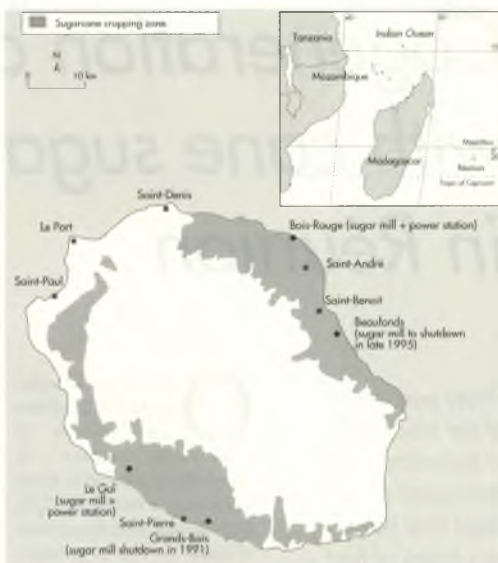 Sugarcane cropping zone
N
0 10 km
Tanzania
Indian Ocean
Mozambique
Madagascar
Mauritius
Réunion
Tropic of Capricorn
Saint-Denis
Le Port
Bois-Rouge (sugar mill + power station)
Saint-André
Saint-Paul
Saint-Benoit
Beaufonds
(sugar mill to shutdown
in late 1995)
Le Gol
(sugar mill =
power station)
Saint-Pierre
Grands-Bois
(sugar mill shutdown in 1991)